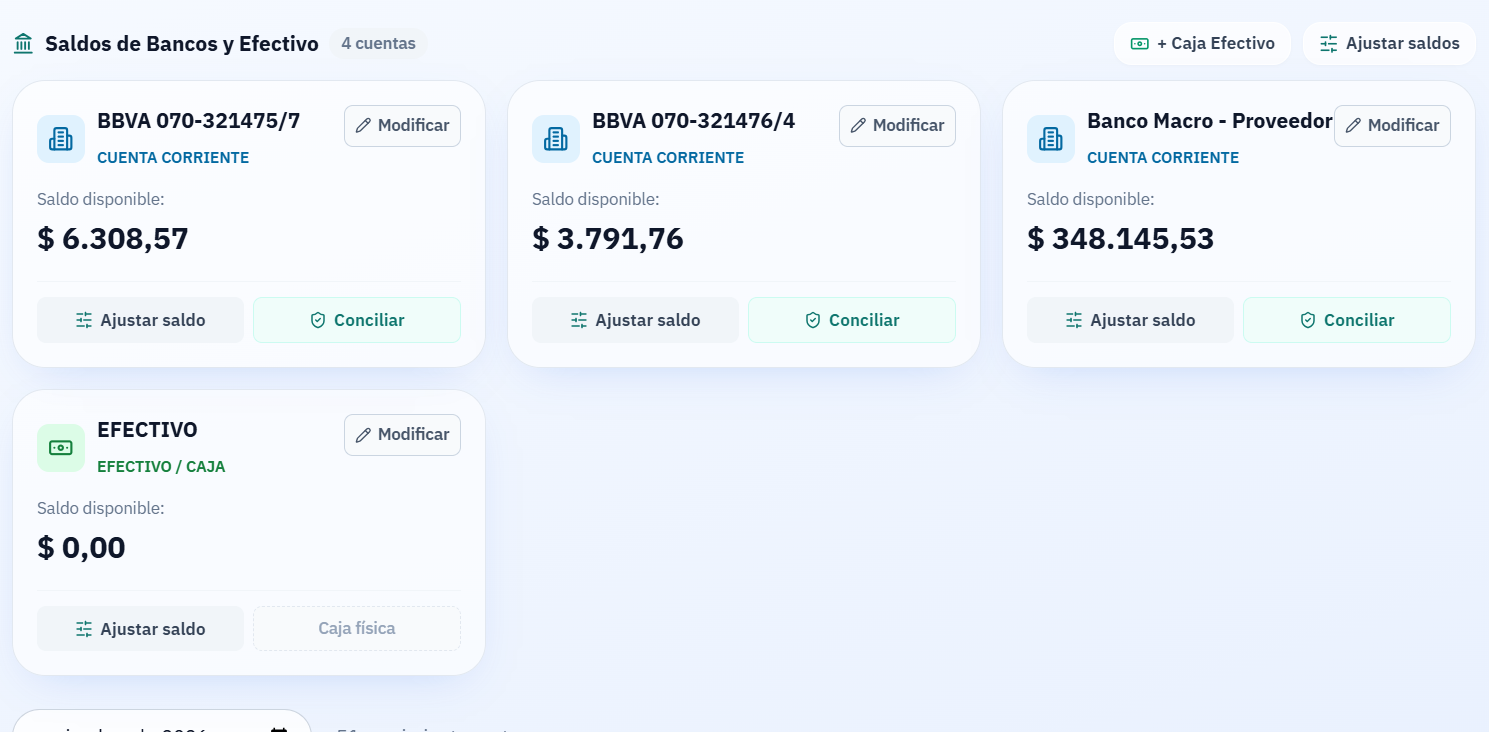 Saldos de Bancos y Efectivo 4 cuentas + Caja Efectivo Ajustar saldos
BBVA 070-321475/7 Modificar
CUENTA CORRIENTE
Saldo disponible:
$ 6.308,57
Ajustar saldo Conciliar
BBVA 070-321476/4 Modificar
CUENTA CORRIENTE
Saldo disponible:
$ 3.791,76
Ajustar saldo Conciliar
Banco Macro - Proveedor Modificar
CUENTA CORRIENTE
Saldo disponible:
$ 348.145,53
Ajustar saldo Conciliar
EFECTIVO Modificar
EFECTIVO / CAJA
Saldo disponible:
$ 0,00
Ajustar saldo Caja física